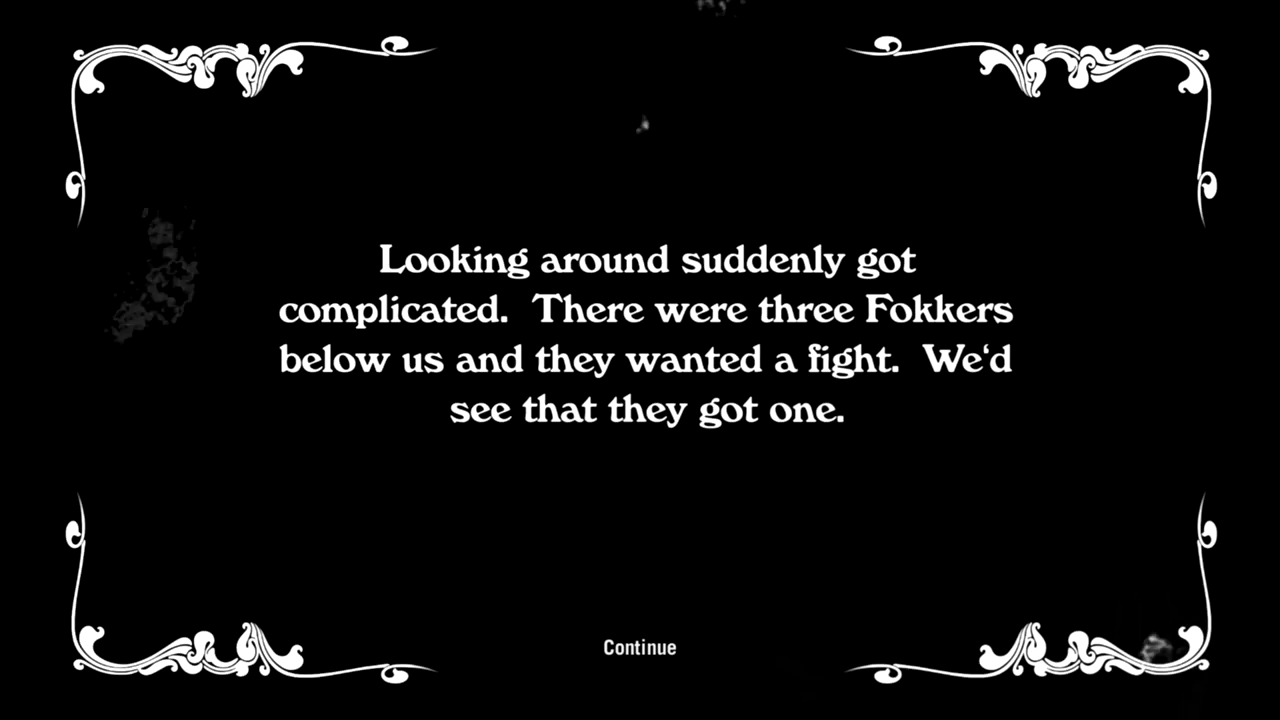 Looking around suddenly got
complicated.  There were three Fokkers
below us and they wanted a fight.  We‘d
see that they got one.
Continue